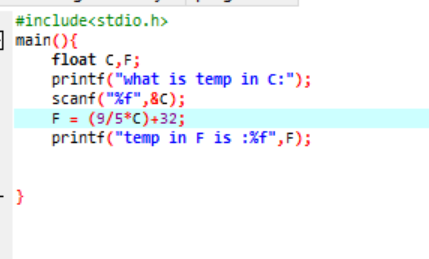 #include<stdio.h>
main(){
float C,F;
printf("what is temp in C:");
scanf("%f",&C);
F = (9/5*C)+32;
printf("temp in F is :%f",F);
}